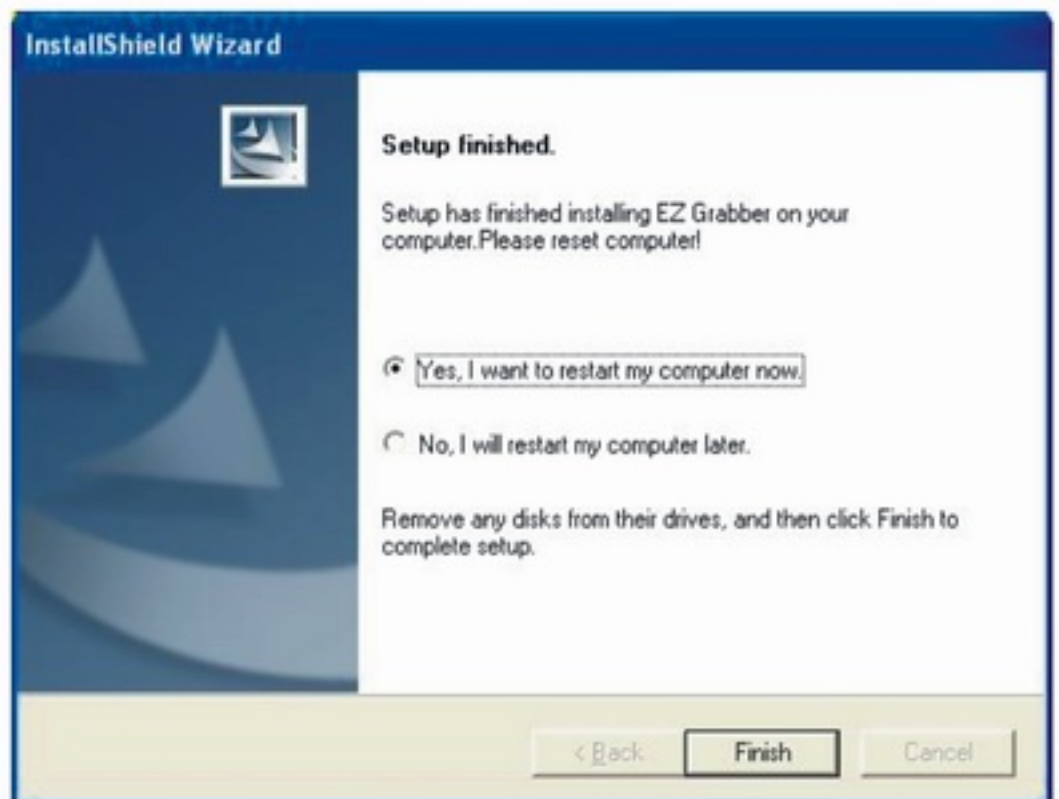 InstallShield Wizard
Setup finished.
Setup has finished installing EZ Grabber on your
computer.Please reset computer!
Yes, I want to restart my computer now.
No, I will restart my computer later.
Remove any disks from their drives, and then click Finish to
complete setup.
< Back
Finish
Cancel